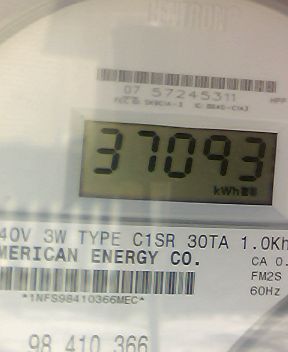 CENTRON
07 57245311
37093
kWh
40V 3W TYPE C1SR 30TA 1.0Kh
MERICAN ENERGY CO. CA 0.
FM2S
60Hz
*1NFS98410366MEC*
98 410 366